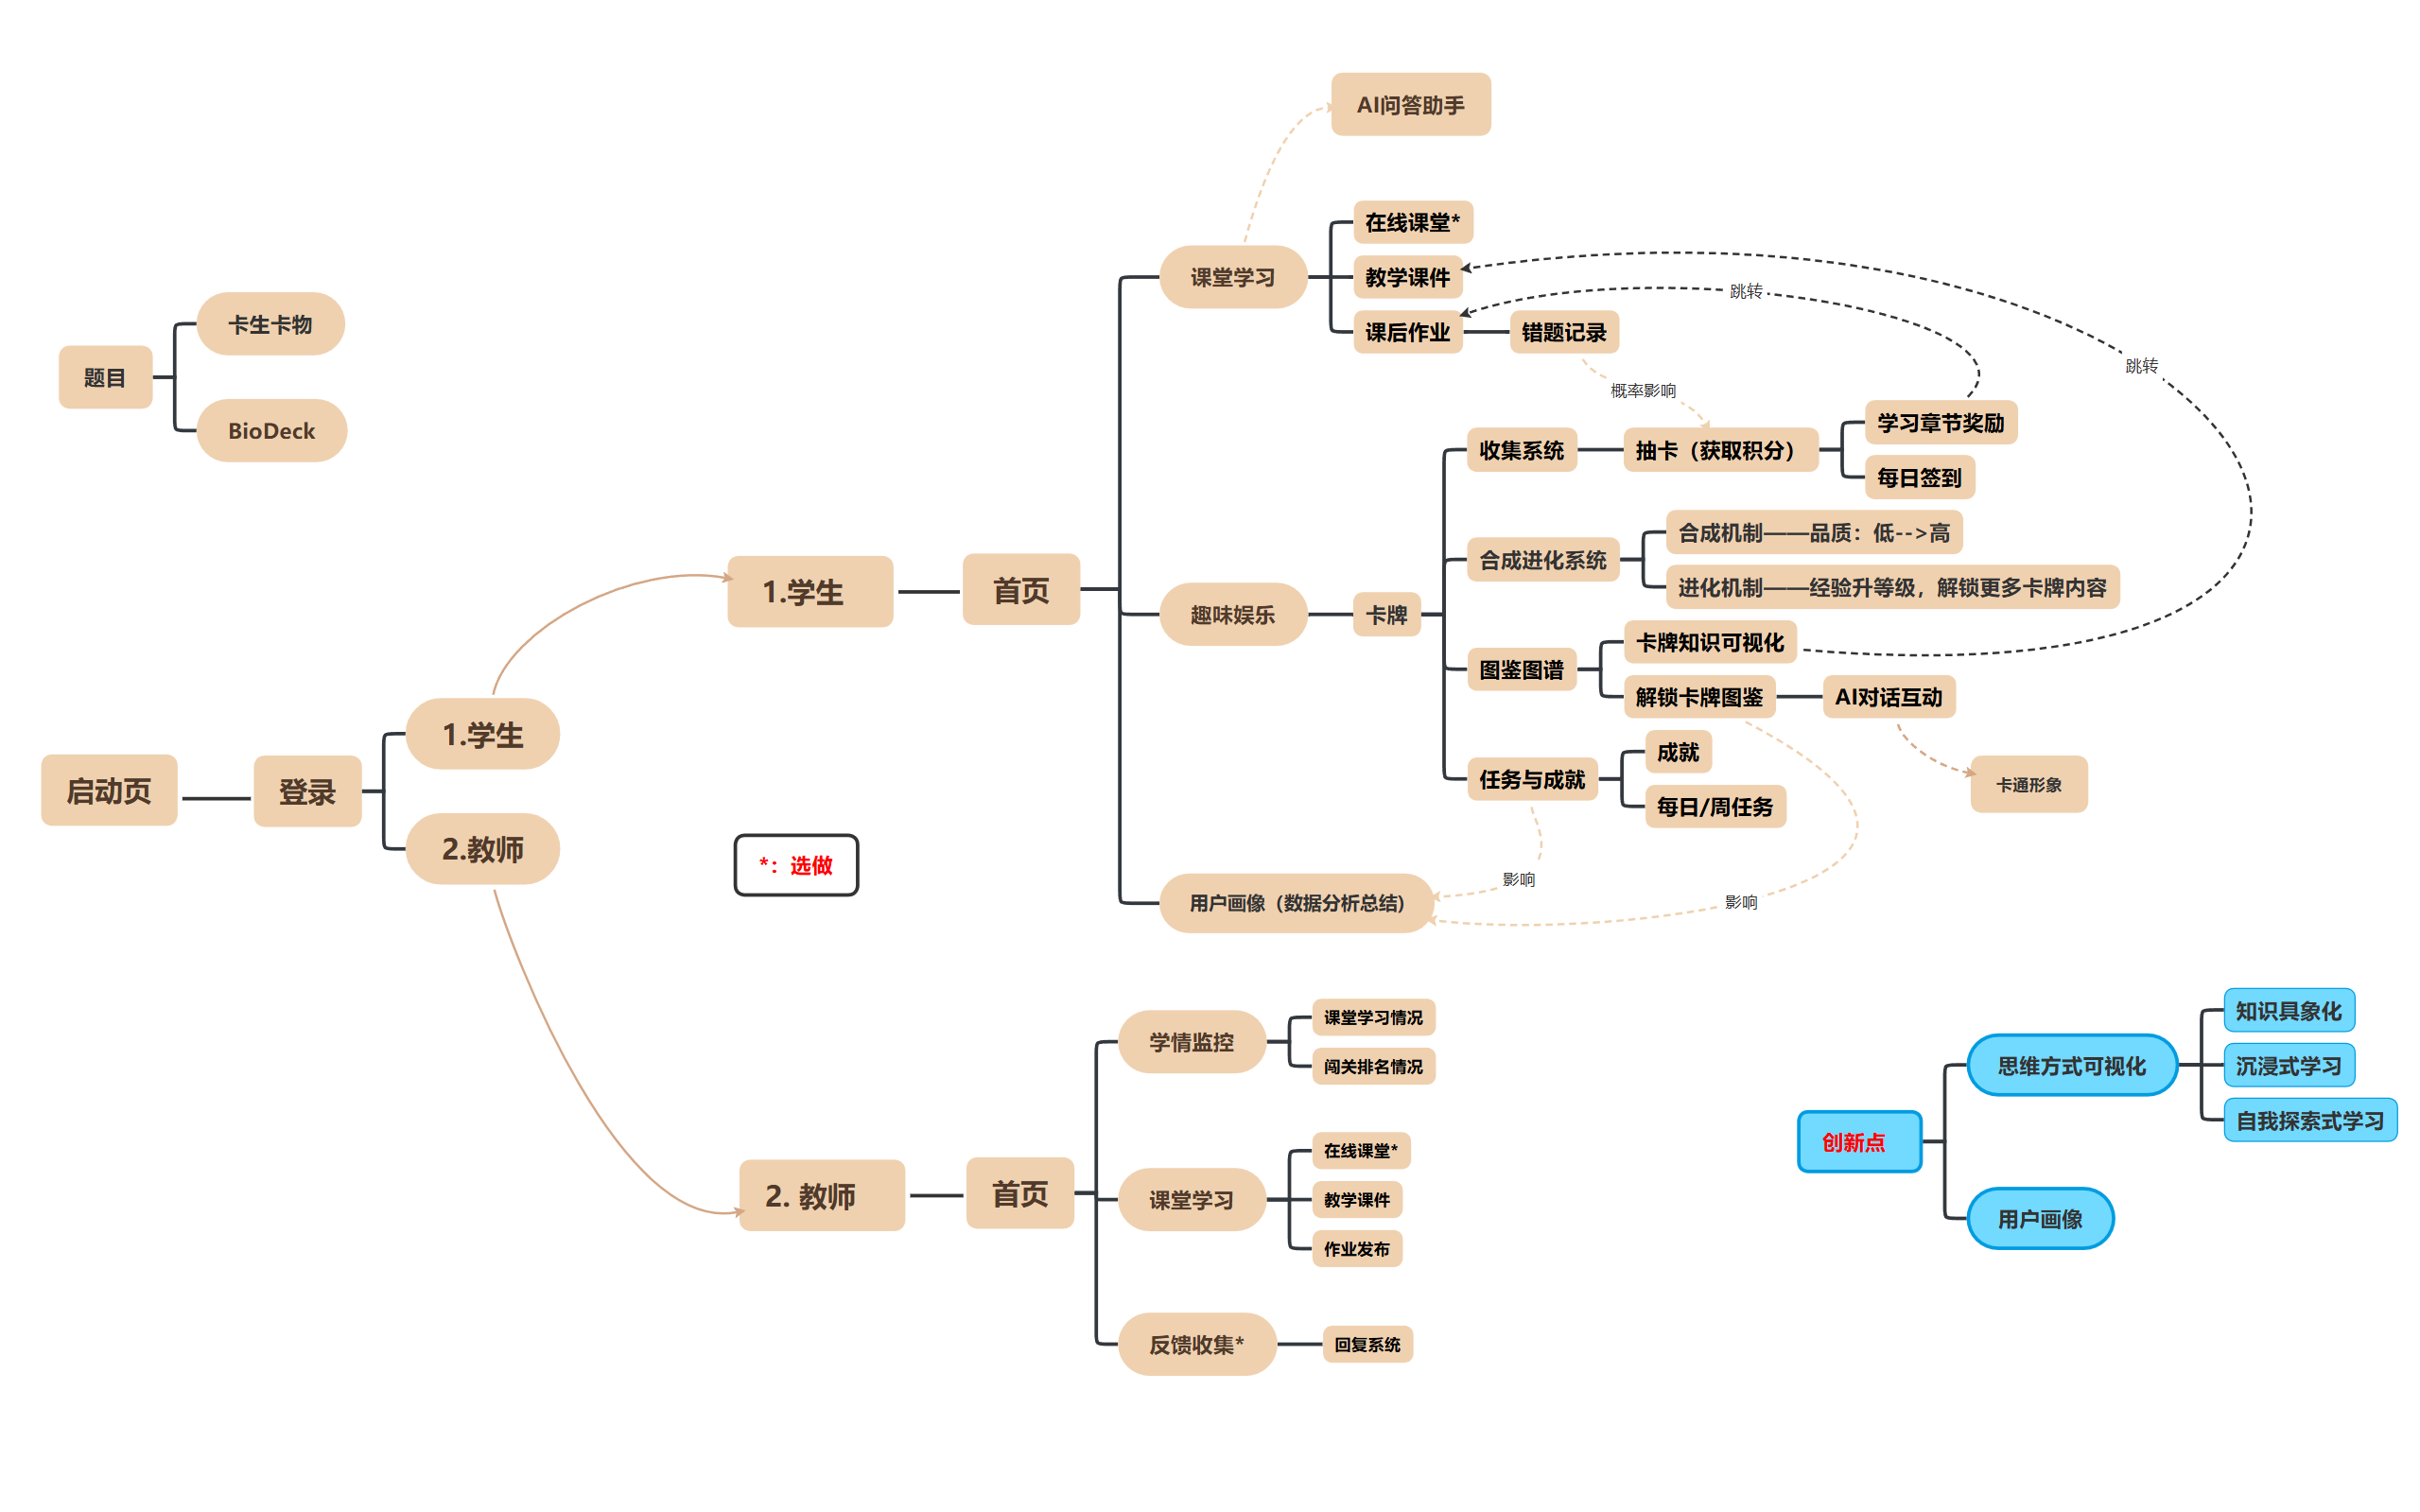 题目
卡生卡物
BioDeck
启动页
登录
1.学生
2.教师
*：选做
1.学生
首页
课堂学习
AI问答助手
在线课堂*
教学课件
课后作业
错题记录
跳转
跳转
概率影响
趣味娱乐
卡牌
收集系统
抽卡（获取积分）
学习章节奖励
每日签到
合成进化系统
合成机制——品质：低-->高
进化机制——经验升等级，解锁更多卡牌内容
图鉴图谱
卡牌知识可视化
解锁卡牌图鉴
AI对话互动
卡通形象
任务与成就
成就
每日/周任务
影响
影响
用户画像（数据分析总结）
2. 教师
首页
学情监控
课堂学习情况
闯关排名情况
课堂学习
在线课堂*
教学课件
作业发布
反馈收集*
回复系统
创新点
思维方式可视化
知识具象化
沉浸式学习
自我探索式学习
用户画像